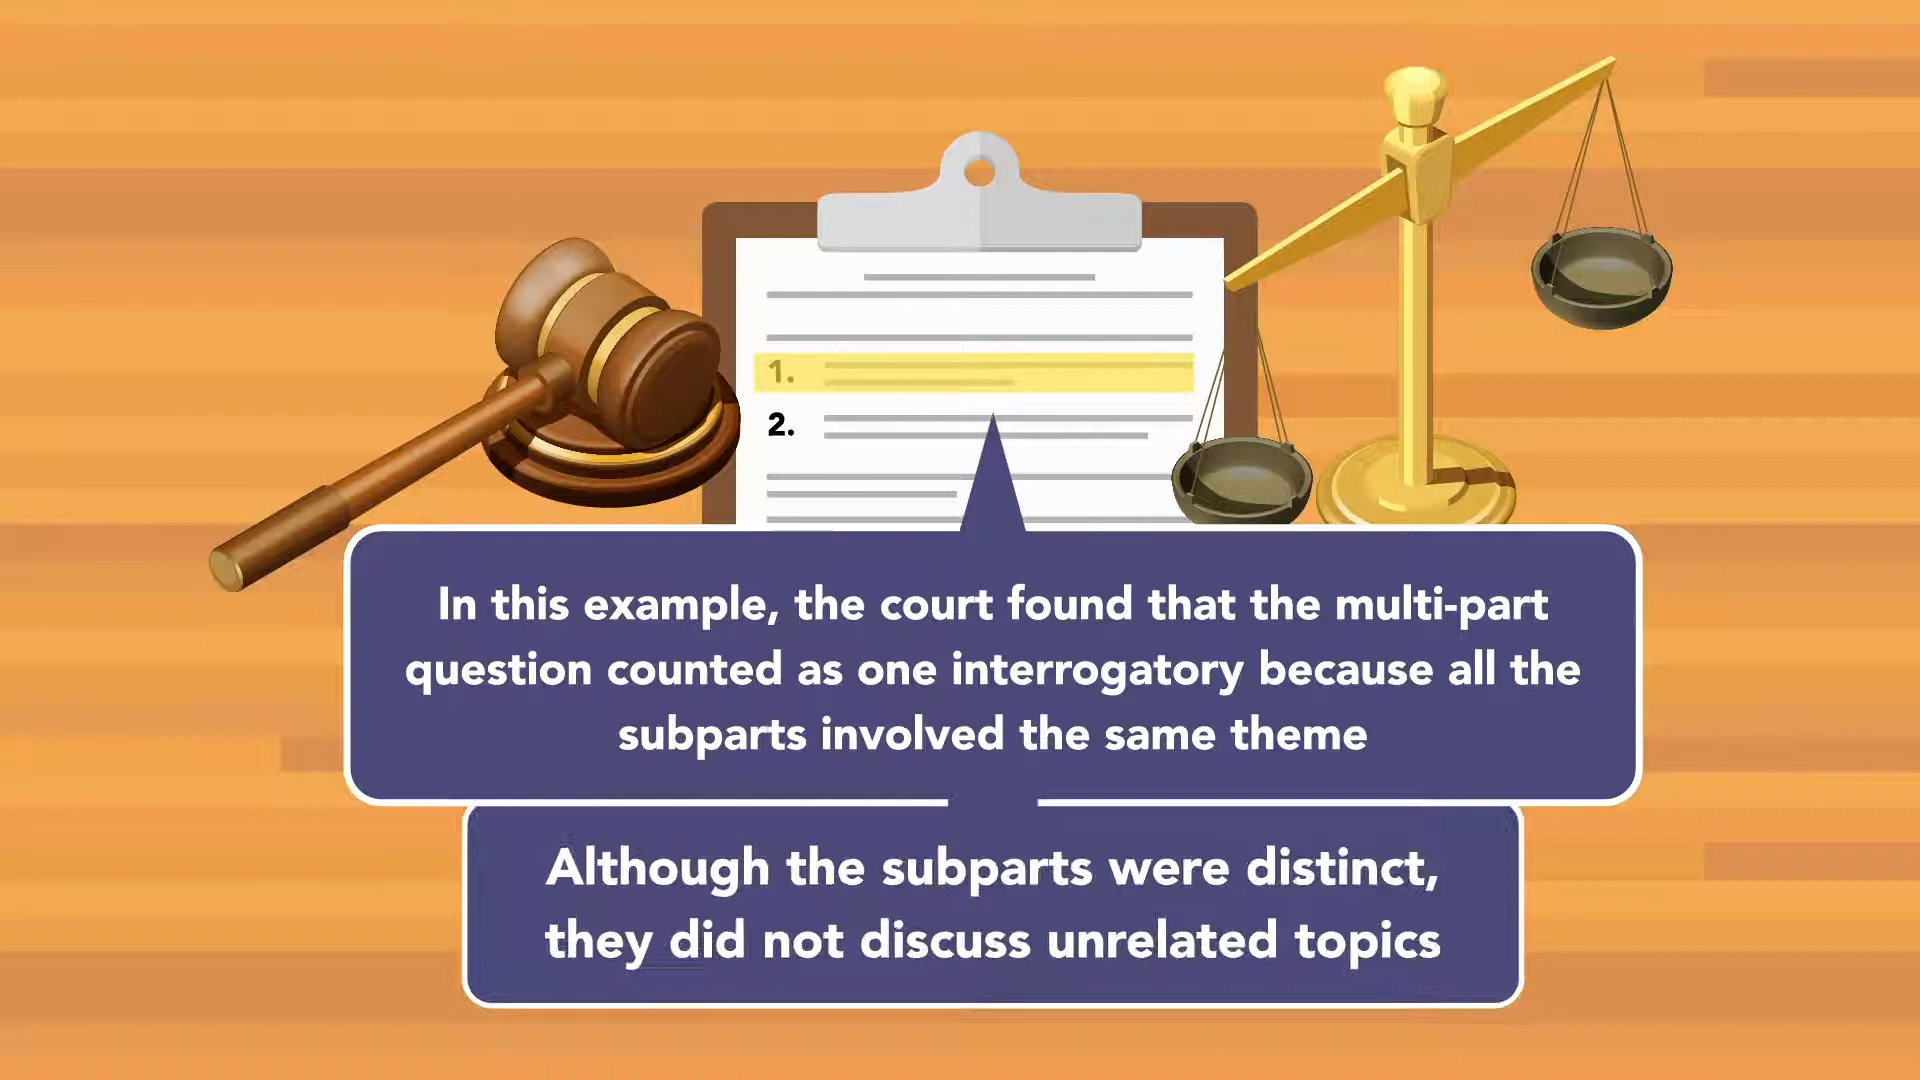 1.
2.
In this example, the court found that the multi-part
question counted as one interrogatory because all the
subparts involved the same theme
Although the subparts were distinct,
they did not discuss unrelated topics